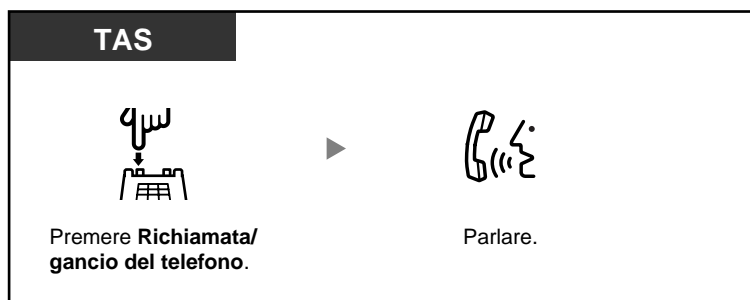 TAS
Premere Richiamata/
gancio del telefono.
Parlare.